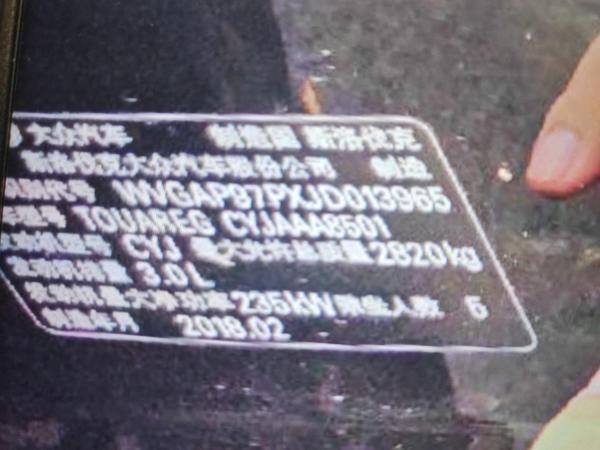 大众汽车 制造国 斯洛伐克
斯洛伐克大众汽车股份公司 制造
代号 WVGAP97PXJD013965
型号 TOUAREG CYJAAA8501
发动机型号 CYJ 最大允许总质量 2820kg
发动机排量 3.0L
发动机最大净功率 235kW 乘坐人数 5
制造年月 2018.02